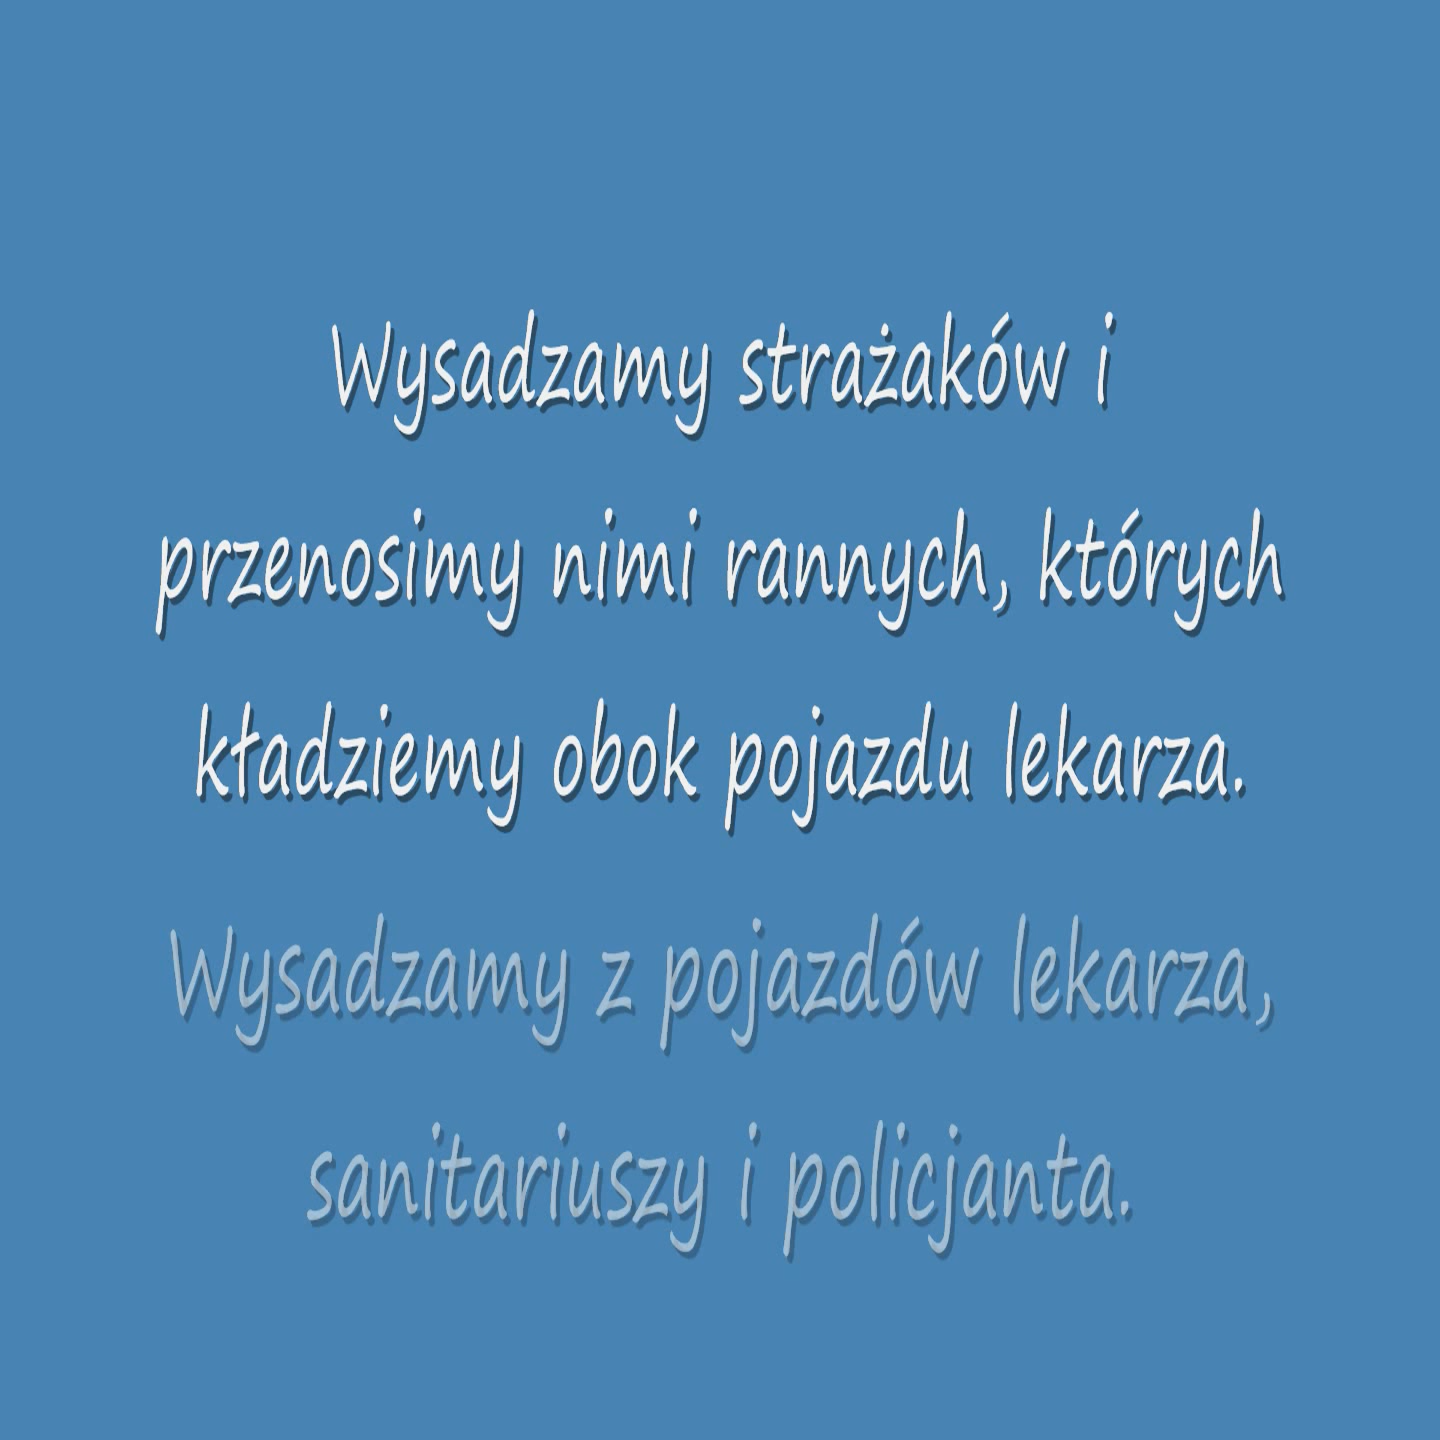 Wysadzamy strażaków i
przenosimy nimi rannych, których
kładziemy obok pojazdu lekarza.
Wysadzamy z pojazdów lekarza,
sanitariuszy i policjanta.